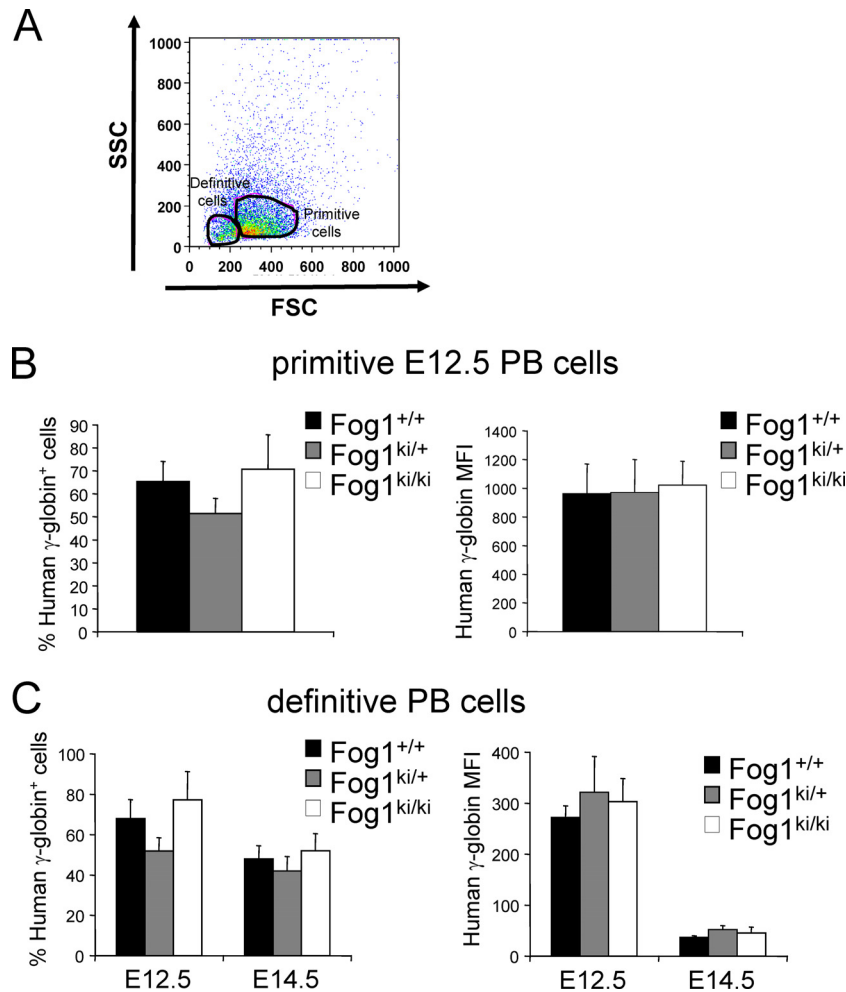 A
SSC
1000
800
600
400
200
0
Definitive
cells
Primitive
cells
0 200 400 600 800 1000
FSC
B
primitive E12.5 PB cells
% Human γ-globin⁺ cells
90
80
70
60
50
40
30
20
10
0
Fog1⁺/⁺
Fog1ᵏⁱ/⁺
Fog1ᵏⁱ/ᵏⁱ
Human γ-globin MFI
1400
1200
1000
800
600
400
200
0
Fog1⁺/⁺
Fog1ᵏⁱ/⁺
Fog1ᵏⁱ/ᵏⁱ
C
definitive PB cells
% Human γ-globin⁺ cells
100
80
60
40
20
0
Fog1⁺/⁺
Fog1ᵏⁱ/⁺
Fog1ᵏⁱ/ᵏⁱ
E12.5 E14.5
Human γ-globin MFI
400
300
200
100
0
Fog1⁺/⁺
Fog1ᵏⁱ/⁺
Fog1ᵏⁱ/ᵏⁱ
E12.5 E14.5